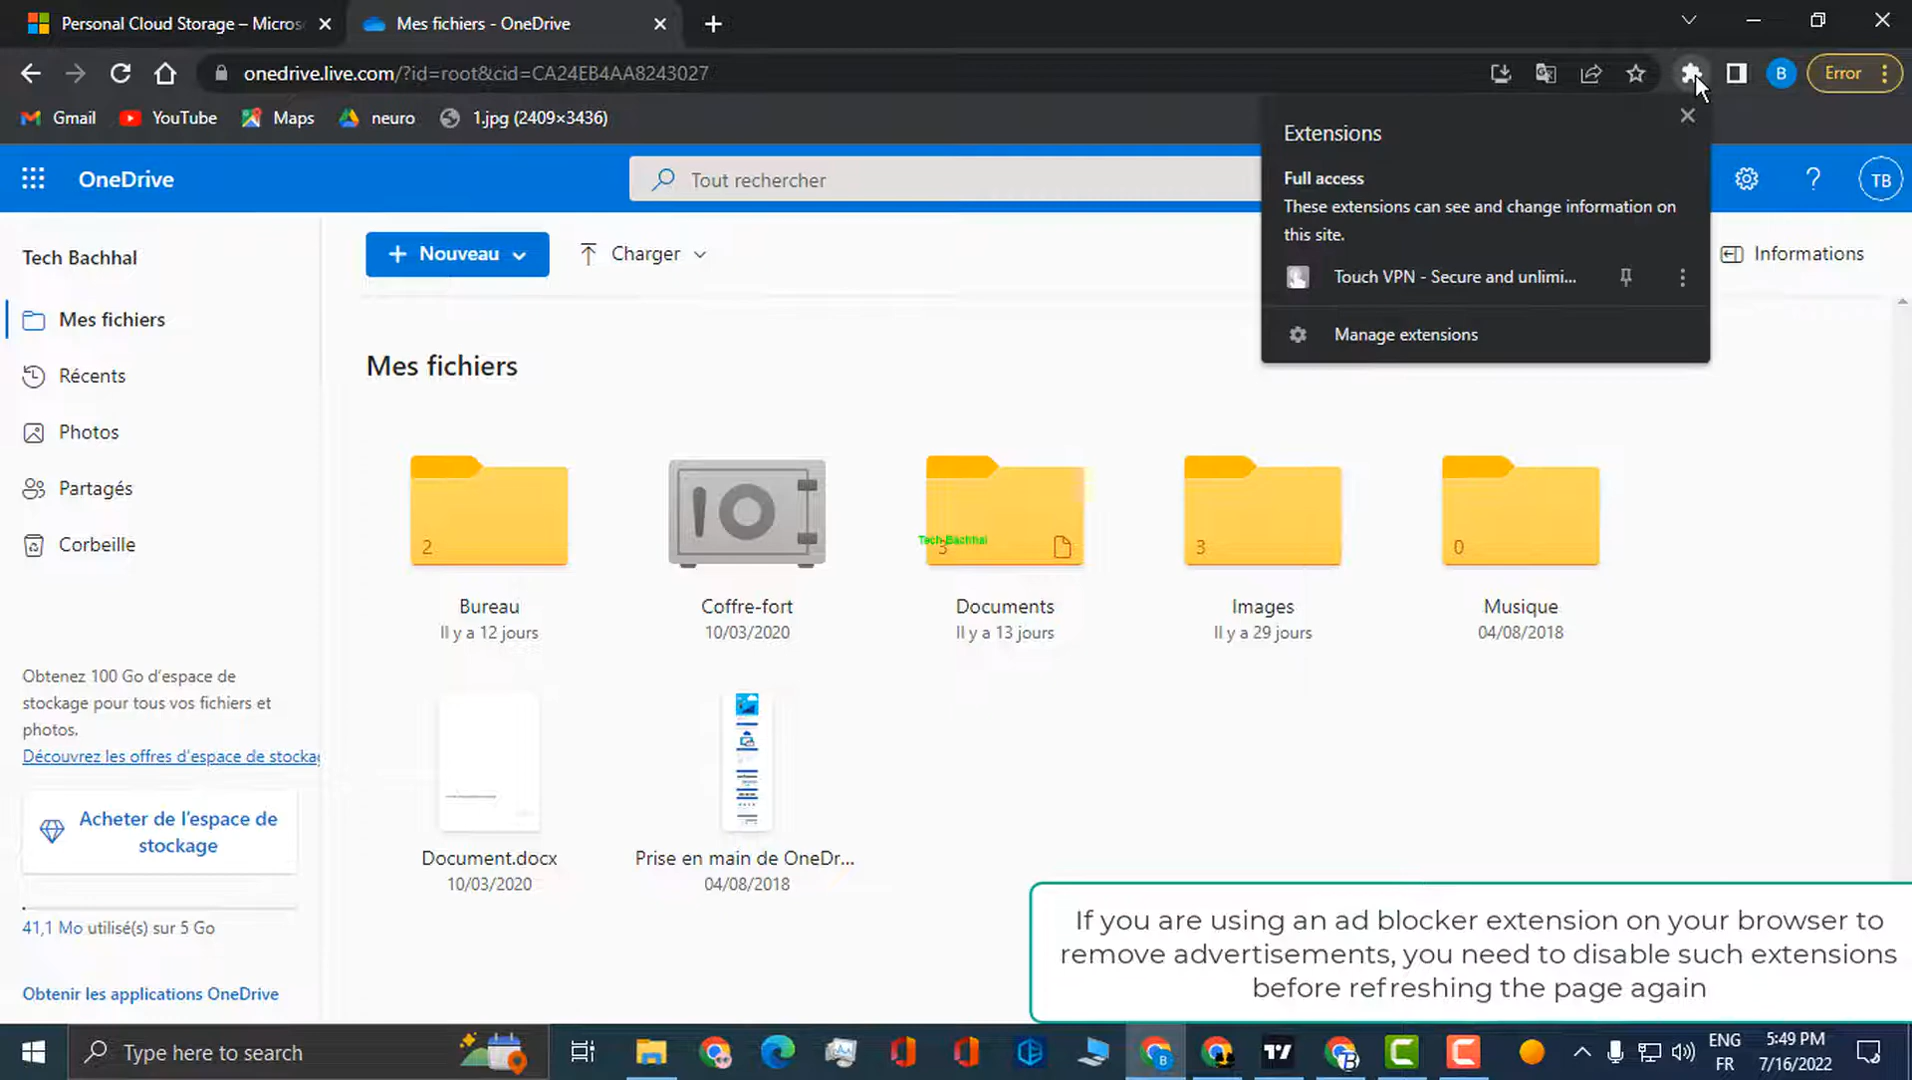 Personal Cloud Storage – Micros
Mes fichiers - OneDrive
onedrive.live.com/?id=root&cid=CA24EB4AA8243027
B
Error
Gmail
YouTube
Maps
neuro
1.jpg (2409×3436)
Extensions
Full access
These extensions can see and change information on
this site.
Touch VPN - Secure and unlimi...
Manage extensions
OneDrive
Tout rechercher
?
TB
Tech Bachhal
Nouveau
Charger
Informations
Mes fichiers
Récents
Photos
Partagés
Corbeille
Mes fichiers
2
Tech-Bachhal
3
3
0
Bureau
Coffre-fort
Documents
Images
Musique
Il y a 12 jours
10/03/2020
Il y a 13 jours
Il y a 29 jours
04/08/2018
Document.docx
Prise en main de OneDr...
10/03/2020
04/08/2018
Obtenez 100 Go d'espace de
stockage pour tous vos fichiers et
photos.
Découvrez les offres d'espace de stockag
Acheter de l'espace de
stockage
41,1 Mo utilisé(s) sur 5 Go
Obtenir les applications OneDrive
If you are using an ad blocker extension on your browser to
remove advertisements, you need to disable such extensions
before refreshing the page again
Type here to search
ENG
FR
5:49 PM
7/16/2022